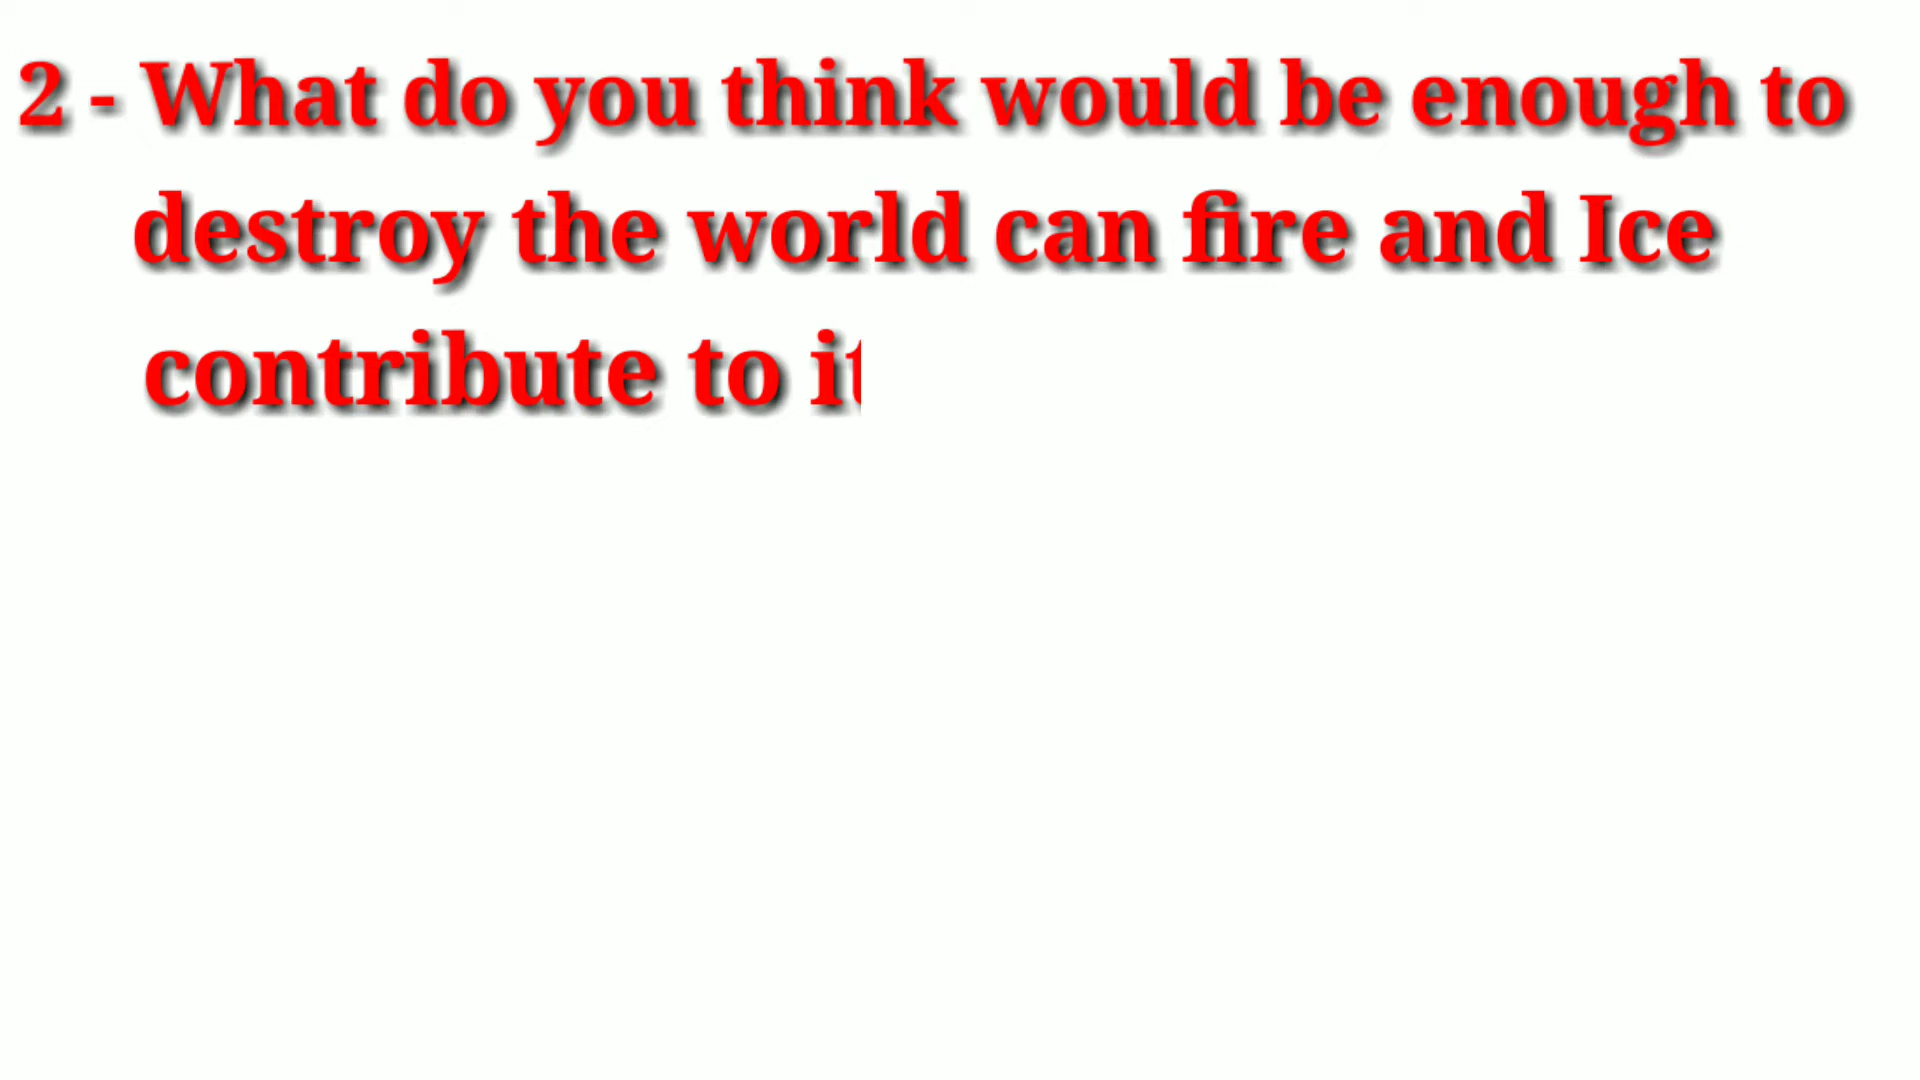 2 - What do you think would be enough to
destroy the world can fire and Ice
contribute to it